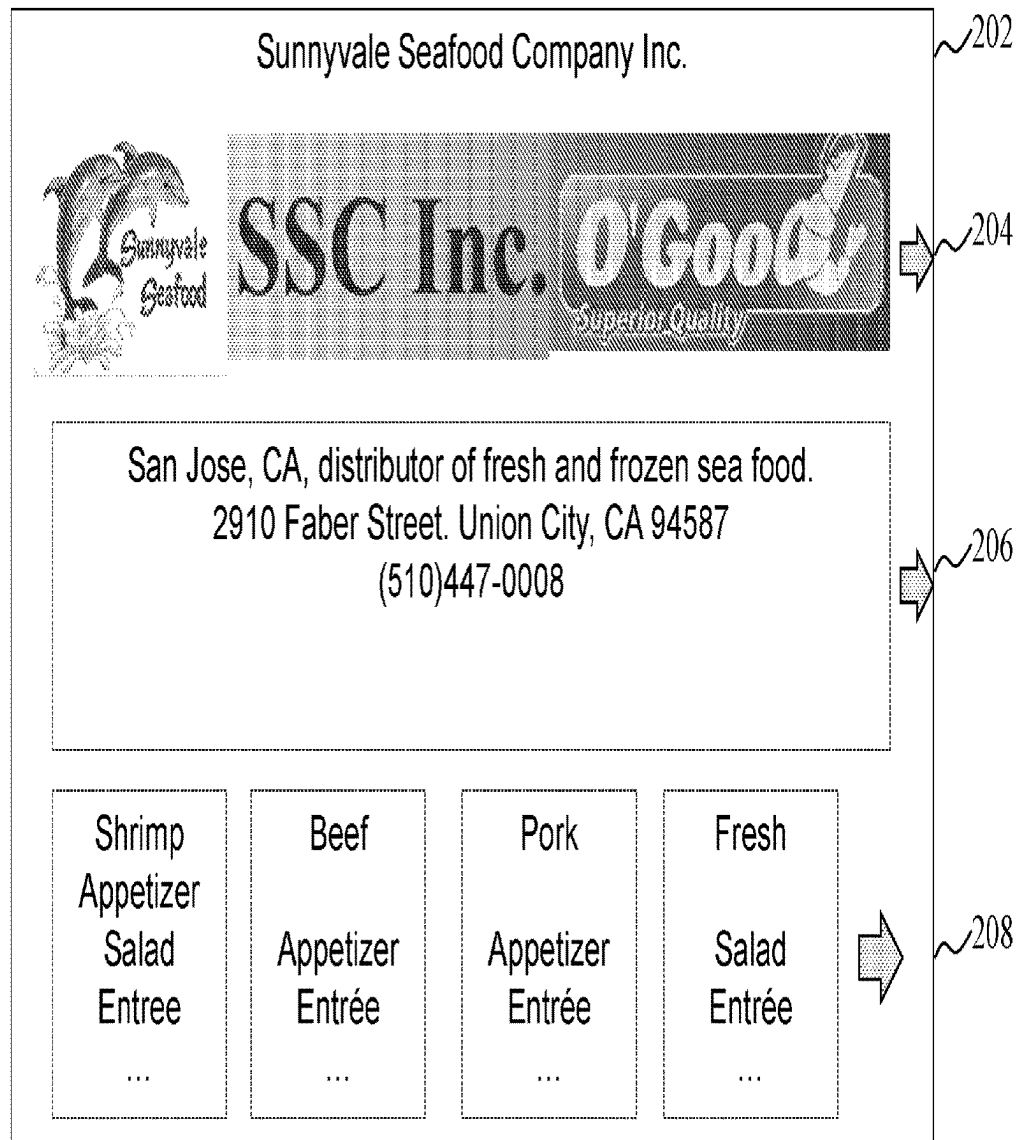 Sunnyvale Seafood Company Inc.
202
Sunnyvale
Seafood
SSC Inc.
O'Goody
Superior Quality
204
San Jose, CA, distributor of fresh and frozen sea food.
2910 Faber Street. Union City, CA 94587
(510)447-0008
206
Shrimp
Appetizer
Salad
Entree
...
Beef
Appetizer
Entrée
...
Pork
Appetizer
Entrée
...
Fresh
Salad
Entrée
...
208